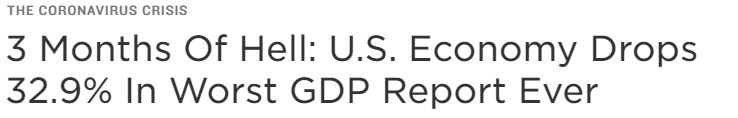 THE CORONAVIRUS CRISIS
3 Months Of Hell: U.S. Economy Drops
32.9% In Worst GDP Report Ever